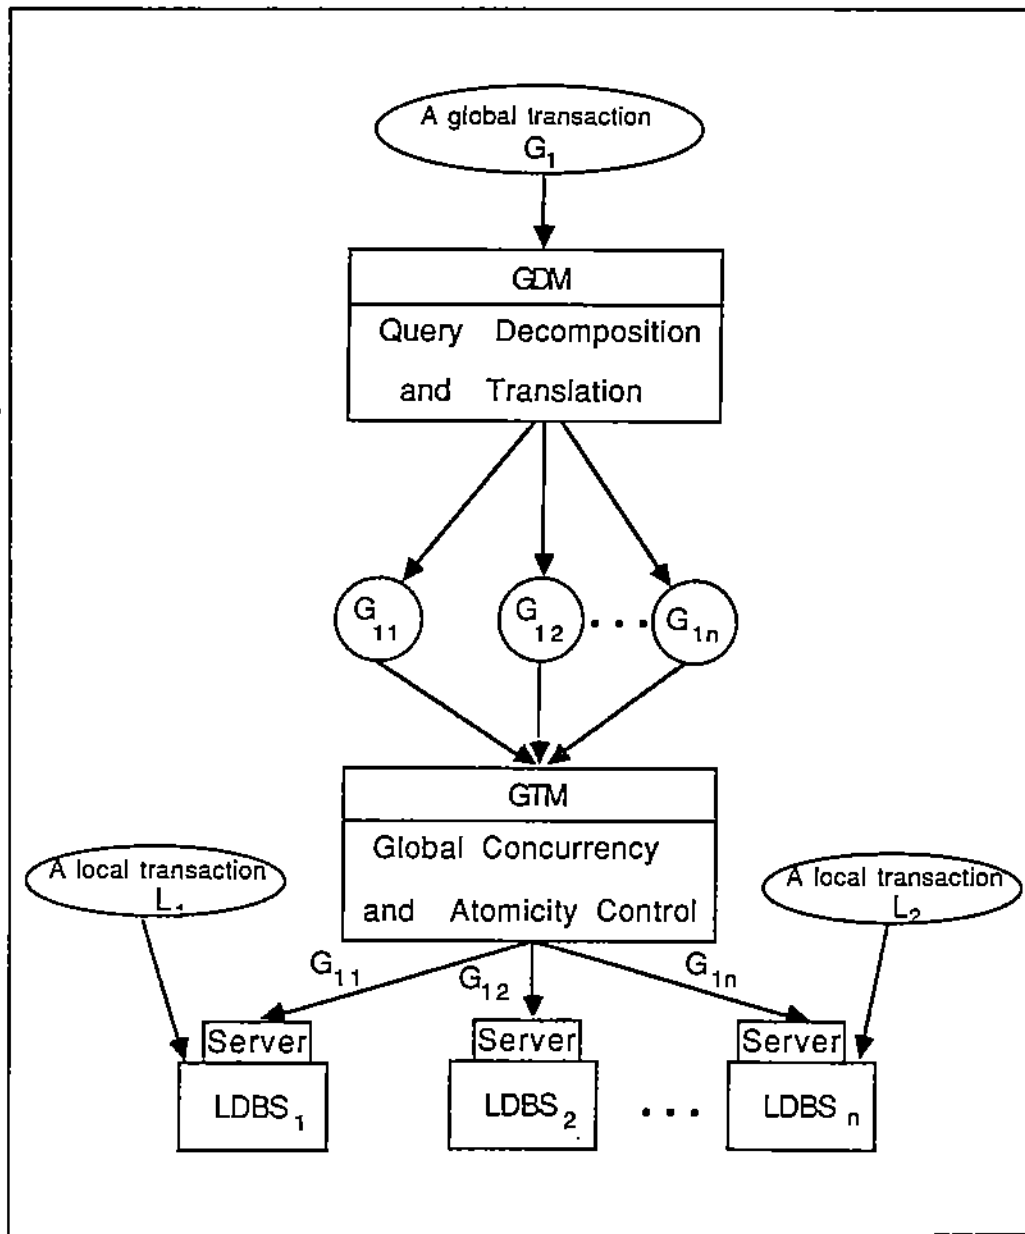 A global transaction
G1
GDM
Query Decomposition
and Translation
G11
G12
. . .
G1n
GTM
Global Concurrency
and Atomicity Control
A local transaction
L1
A local transaction
L2
G11
G12
G1n
Server
Server
Server
LDBS1
LDBS2
. . .
LDBSn